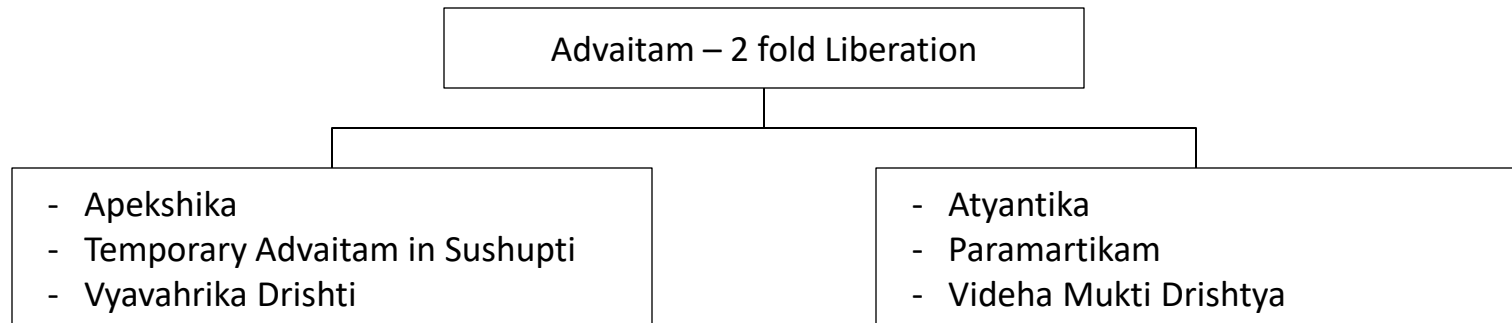 Advaitam – 2 fold Liberation
- Apekshika
- Temporary Advaitam in Sushupti
- Vyavahrika Drishti
- Atyantika
- Paramartikam
- Videha Mukti Drishtya